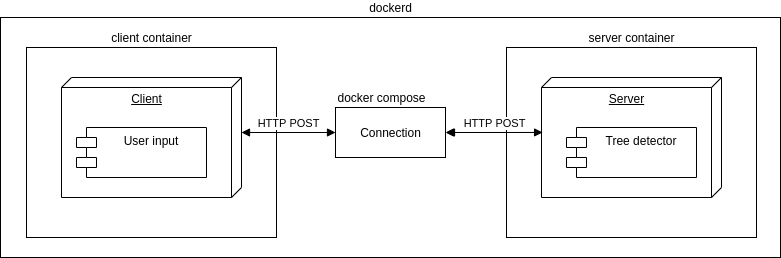 dockerd
client container
server container
Client
Server
docker compose
HTTP POST
HTTP POST
User input
Connection
Tree detector